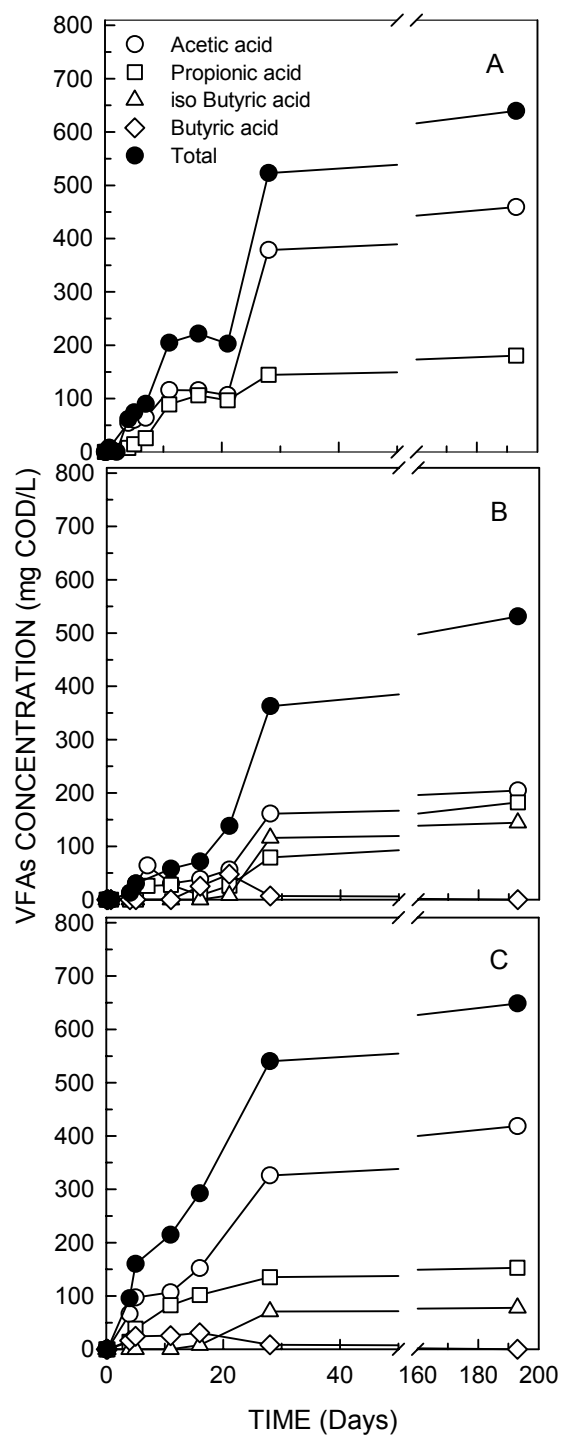 800
700
600
500
400
300
200
100
0
Acetic acid
Propionic acid
iso Butyric acid
Butyric acid
Total
A
VFAs CONCENTRATION (mg COD/L)
800
700
600
500
400
300
200
100
0
B
800
700
600
500
400
300
200
100
0
C
0 20 40 160 180 200
TIME (Days)